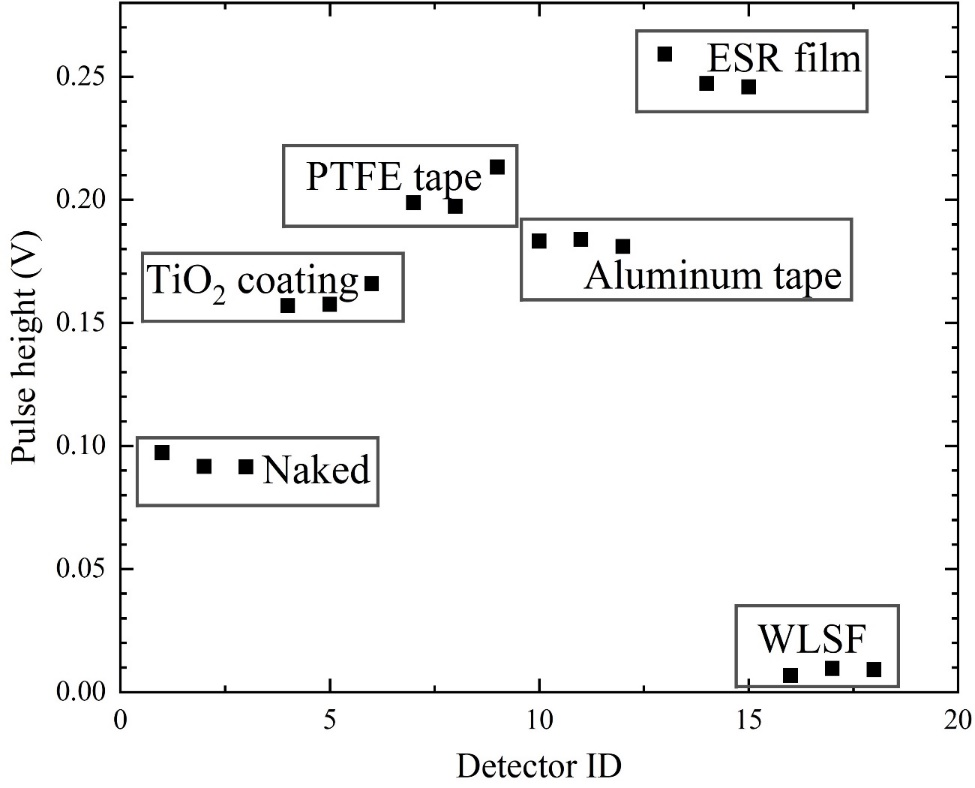 0.25
0.20
0.15
0.10
0.05
0.00
Pulse height (V)
ESR film
PTFE tape
Aluminum tape
TiO₂ coating
Naked
WLSF
0 5 10 15 20
Detector ID